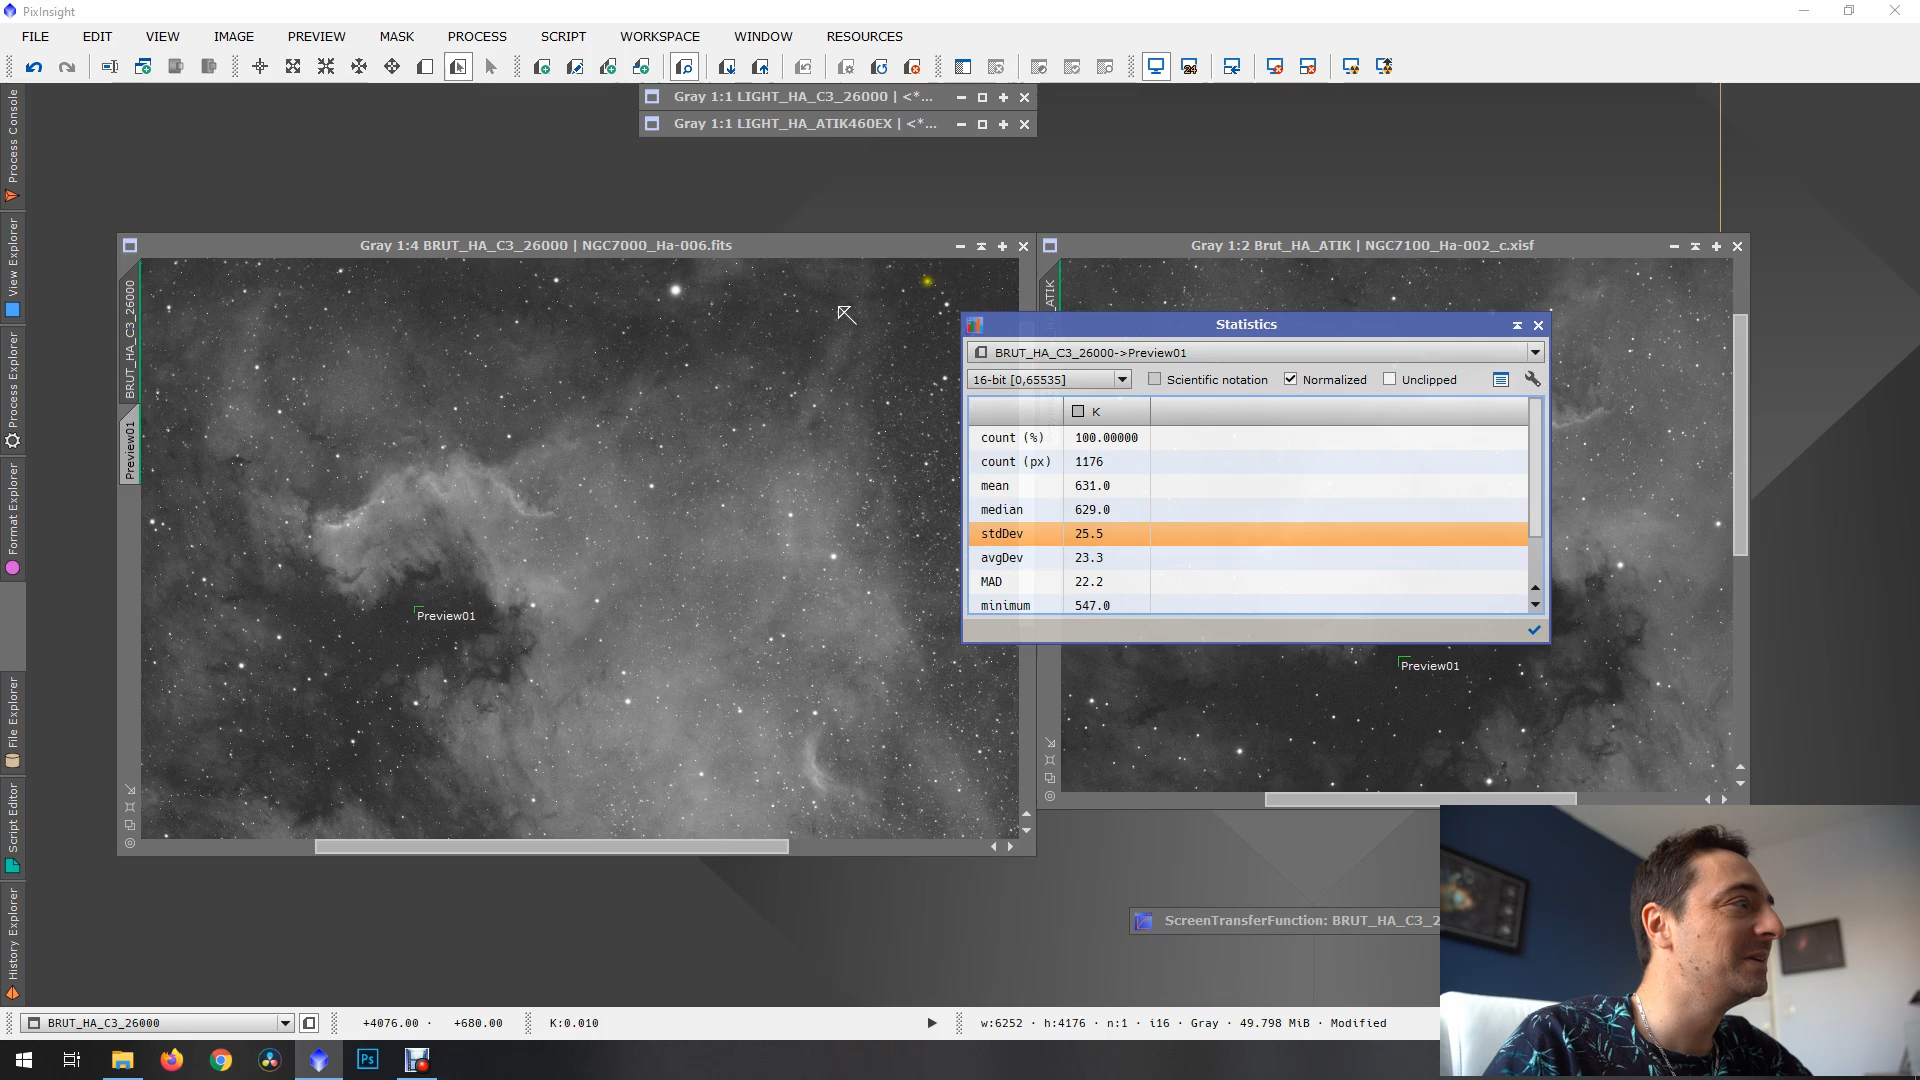 PixInsight
FILE EDIT VIEW IMAGE PREVIEW MASK PROCESS SCRIPT WORKSPACE WINDOW RESOURCES
24
Gray 1:1 LIGHT_HA_C3_26000 | <*...
Gray 1:1 LIGHT_HA_ATIK460EX | <*...
Process Console
View Explorer
Process Explorer
Format Explorer
File Explorer
Script Editor
History Explorer
Gray 1:4 BRUT_HA_C3_26000 | NGC7000_Ha-006.fits
BRUT_HA_C3_26000
Preview01
Preview01
Gray 1:2 Brut_HA_ATIK | NGC7100_Ha-002_c.xisf
ATIK
Preview01
Statistics
BRUT_HA_C3_26000->Preview01
16-bit [0,65535] Scientific notation Normalized Unclipped
K
count (%) 100.00000
count (px) 1176
mean 631.0
median 629.0
stdDev 25.5
avgDev 23.3
MAD 22.2
minimum 547.0
ScreenTransferFunction: BRUT_HA_C3_2
BRUT_HA_C3_26000 +4076.00 · +680.00 K:0.010 w:6252 · h:4176 · n:1 · i16 · Gray · 49.798 MiB · Modified
Ps